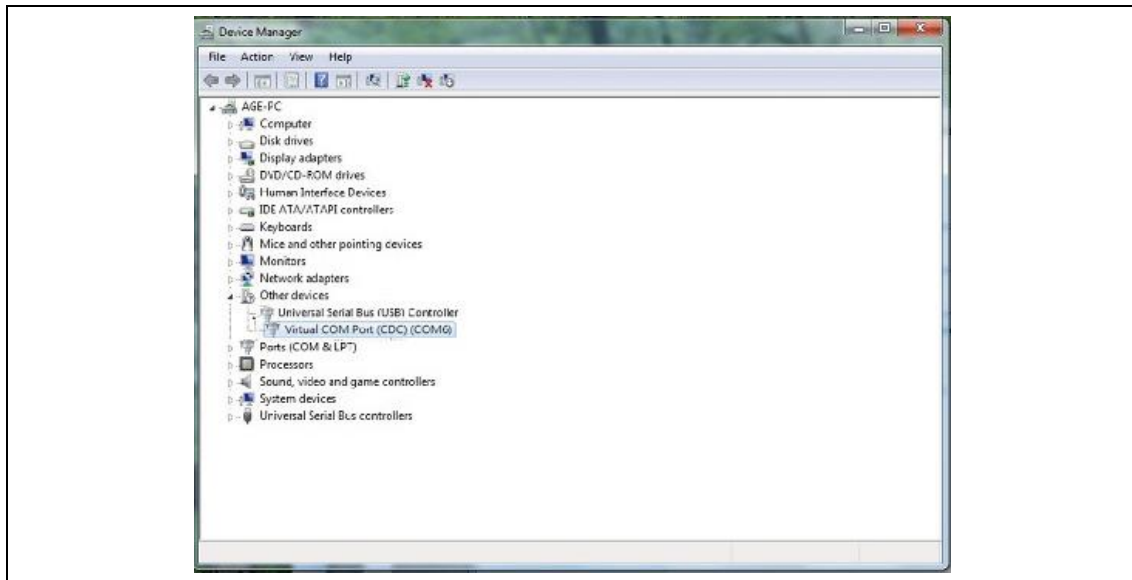 Device Manager
File Action View Help
AGE-PC
Computer
Disk drives
Display adapters
DVD/CD-ROM drives
Human Interface Devices
IDE ATA/ATAPI controllers
Keyboards
Mice and other pointing devices
Monitors
Network adapters
Other devices
Universal Serial Bus (USB) Controller
Virtual COM Port (CDC) (COM6)
Ports (COM & LPT)
Processors
Sound, video and game controllers
System devices
Universal Serial Bus controllers